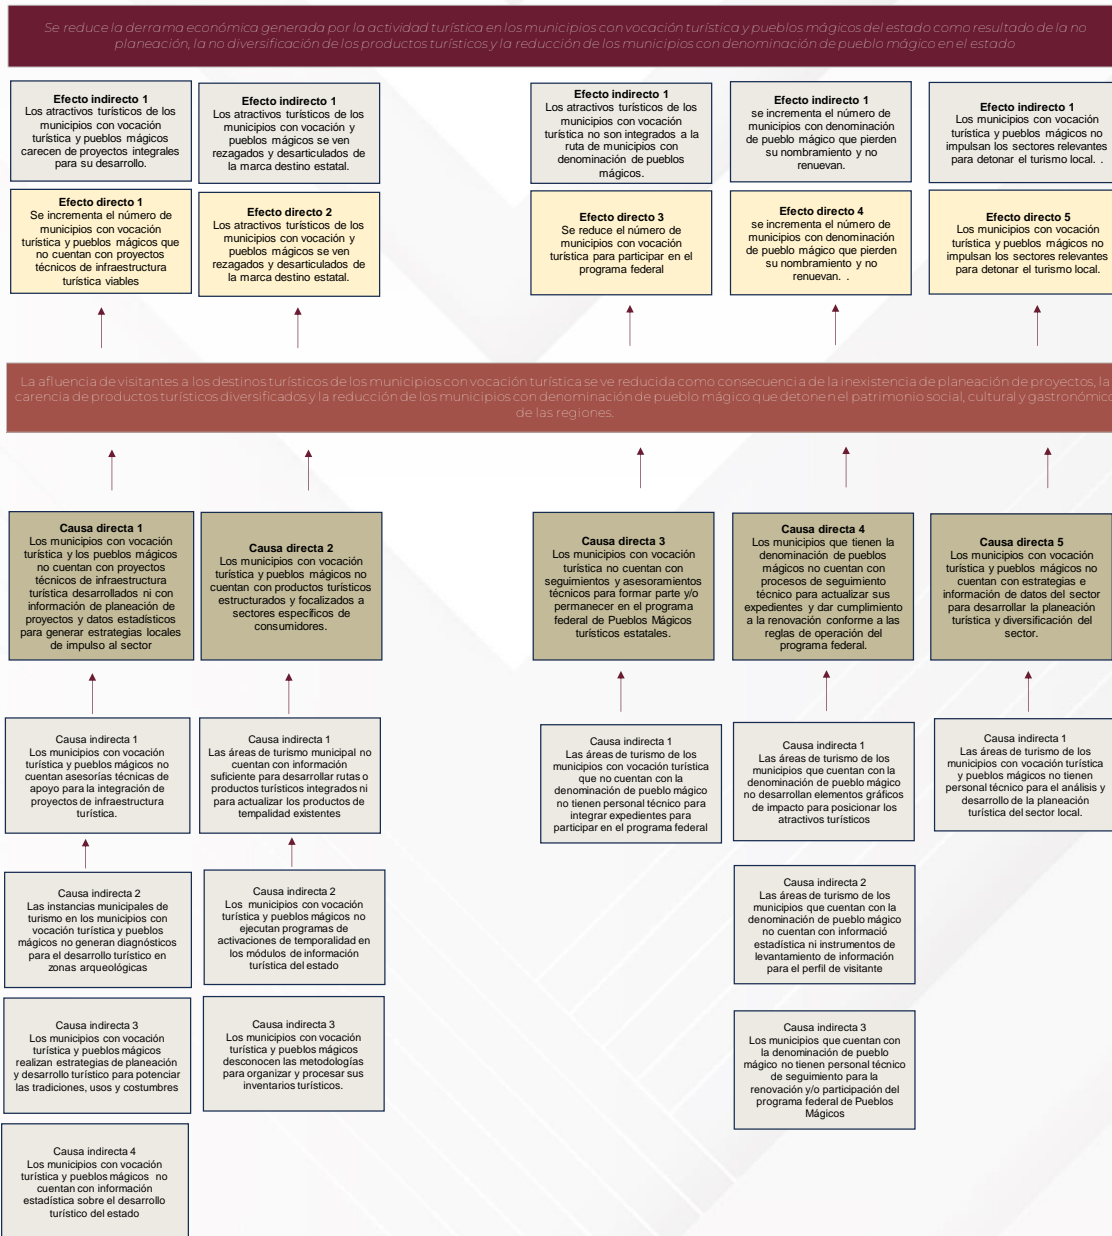 Se reduce la derrama económica generada por la actividad turística en los municipios con vocación turística y pueblos mágicos del estado como resultado de la no
planeación, la no diversificación de los productos turísticos y la reducción de los municipios con denominación de pueblo mágico en el estado
Efecto indirecto 1
Los atractivos turísticos de los
municipios con vocación
turística y pueblos mágicos
carecen de proyectos integrales
para su desarrollo.
Efecto indirecto 1
Los atractivos turísticos de los
municipios con vocación y
pueblos mágicos se ven
rezagados y desarticulados de
la marca destino estatal.
Efecto indirecto 1
Los atractivos turísticos de los
municipios con vocación
turística no son integrados a la
ruta de municipios con
denominación de pueblos
mágicos.
Efecto indirecto 1
se incrementa el número de
municipios con denominación
de pueblo mágico que pierden
su nombramiento y no
renuevan.
Efecto indirecto 1
Los municipios con vocación
turística y pueblos mágicos no
impulsan los sectores relevantes
para detonar el turismo local. .
Efecto directo 1
Se incrementa el número de
municipios con vocación
turística y pueblos mágicos que
no cuentan con proyectos
técnicos de infraestructura
turística viables
Efecto directo 2
Los atractivos turísticos de los
municipios con vocación y
pueblos mágicos se ven
rezagados y desarticulados de
la marca destino estatal.
Efecto directo 3
Se reduce el número de
municipios con vocación
turística para participar en el
programa federal
Efecto directo 4
se incrementa el número de
municipios con denominación
de pueblo mágico que pierden
su nombramiento y no
renuevan. .
Efecto directo 5
Los municipios con vocación
turística y pueblos mágicos no
impulsan los sectores relevantes
para detonar el turismo local.
La afluencia de visitantes a los destinos turísticos de los municipios con vocación turística se ve reducida como consecuencia de la inexistencia de planeación de proyectos, la
carencia de productos turísticos diversificados y la reducción de los municipios con denominación de pueblo mágico que detonen el patrimonio social, cultural y gastronómico
de las regiones.
Causa directa 1
Los municipios con vocación
turística y los pueblos mágicos
no cuentan con proyectos
técnicos de infraestructura
turística desarrollados ni con
información de planeación de
proyectos y datos estadísticos
para generar estrategias locales
de impulso al sector
Causa directa 2
Los municipios con vocación
turística y pueblos mágicos no
cuentan con productos turísticos
estructurados y focalizados a
sectores específicos de
consumidores.
Causa directa 3
Los municipios con vocación
turística no cuentan con
seguimientos y asesoramientos
técnicos para formar parte y/o
permanecer en el programa
federal de Pueblos Mágicos
turísticos estatales.
Causa directa 4
Los municipios que tienen la
denominación de pueblos
mágicos no cuentan con
procesos de seguimiento
técnico para actualizar sus
expedientes y dar cumplimiento
a la renovación conforme a las
reglas de operación del
programa federal.
Causa directa 5
Los municipios con vocación
turística y pueblos mágicos no
cuentan con estrategias e
información de datos del sector
para desarrollar la planeación
turística y diversificación del
sector.
Causa indirecta 1
Los municipios con vocación
turística y pueblos mágicos no
cuentan asesorías técnicas de
apoyo para la integración de
proyectos de infraestructura
turística.
Causa indirecta 1
Las áreas de turismo municipal no
cuentan con información
suficiente para desarrollar rutas o
productos turísticos integrados ni
para actualizar los productos de
tempalidad existentes
Causa indirecta 1
Las áreas de turismo de los
municipios con vocación turística
que no cuentan con la
denominación de pueblo mágico
no tienen personal técnico para
integrar expedientes para
participar en el programa federal
Causa indirecta 1
Las áreas de turismo de los
municipios que cuentan con la
denominación de pueblo mágico
no desarrollan elementos gráficos
de impacto para posicionar los
atractivos turísticos
Causa indirecta 1
Las áreas de turismo de los
municipios con vocación turística
y pueblos mágicos no tienen
personal técnico para el análisis y
desarrollo de la planeación
turística del sector local.
Causa indirecta 2
Las instancias municipales de
turismo en los municipios con
vocación turística y pueblos
mágicos no generan diagnósticos
para el desarrollo turístico en
zonas arqueológicas
Causa indirecta 2
Los municipios con vocación
turística y pueblos mágicos no
ejecutan programas de
activaciones de temporalidad en
los módulos de información
turística del estado
Causa indirecta 2
Las áreas de turismo de los
municipios que cuentan con la
denominación de pueblo mágico
no cuentan con informació
estadística ni instrumentos de
levantamiento de información
para el perfil de visitante
Causa indirecta 3
Los municipios con vocación
turística y pueblos mágicos
realizan estrategias de planeación
y desarrollo turístico para potenciar
las tradiciones, usos y costumbres
Causa indirecta 3
Los municipios con vocación
turística y pueblos mágicos
desconocen las metodologías
para organizar y procesar sus
inventarios turísticos.
Causa indirecta 3
Los municipios que cuentan con
la denominación de pueblo
mágico no tienen personal técnico
de seguimiento para la
renovación y/o participación del
programa federal de Pueblos
Mágicos
Causa indirecta 4
Los municipios con vocación
turística y pueblos mágicos no
cuentan con información
estadística sobre el desarrollo
turístico del estado